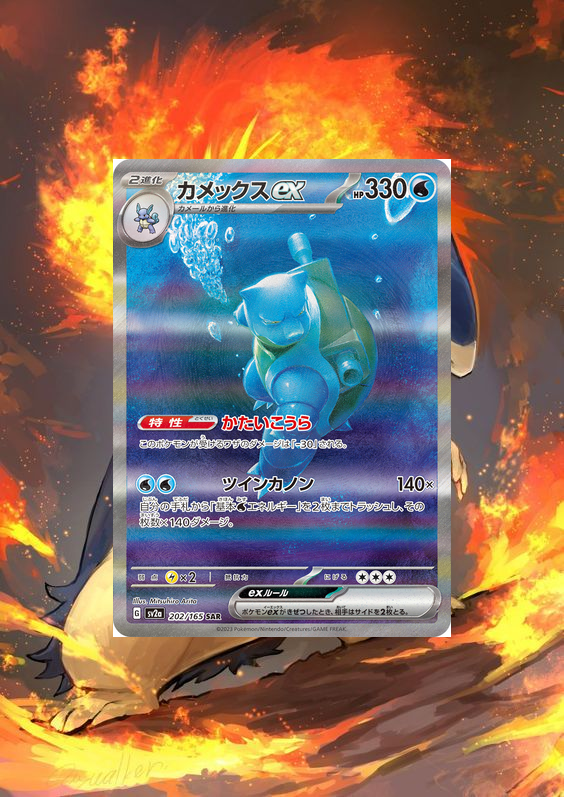 2進化
カメックスex
HP330
カメールから進化
特性
とくせい
かたいこうら
このポケモンが受けるワザのダメージは「-30」される。
ツインカノン 140×
自分の手札から「基本エネルギー」を2枚までトラッシュし、その
枚数×140ダメージ。
弱点 ×2 抵抗力 にげる
exルール
ポケモンexがきぜつしたとき、相手はサイドを2枚とる。
Illus. Mitsuhiro Arita
G sv2a 202/165 SAR
©2023 Pokémon/Nintendo/Creatures/GAME FREAK.